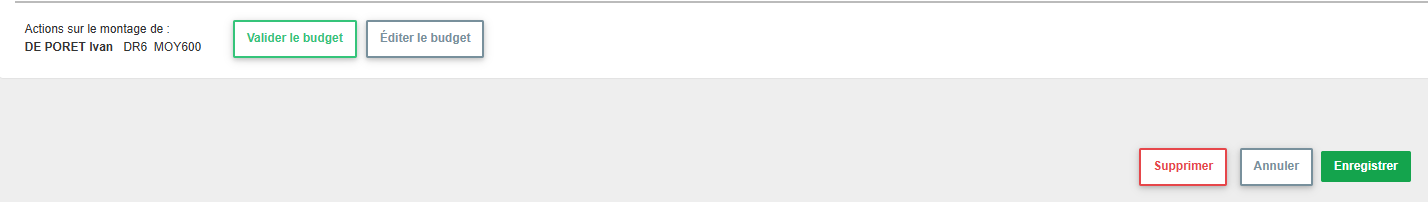 Actions sur le montage de :
DE PORET Ivan DR6 MOY600
Valider le budget
Éditer le budget
Supprimer
Annuler
Enregistrer